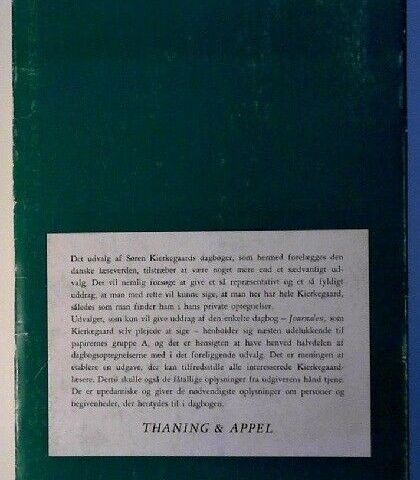 Det udvalg af Søren Kierkegaards dagbøger, som hermed forelægges den
danske læseverden, tilstræber at være noget mere end et sædvanligt ud-
valg. Det vil nemlig forsøge at give et så repræsentativt og et så fyldigt
uddrag, at man med rette vil kunne sige, at man her har hele Kierkegaard,
således som man finder ham i hans private optegnelser.
Udvalget, som kun vil give uddrag af den enkelte dagbog – Journalen, som
Kierkegaard selv plejede at sige – henholder sig næsten udelukkende til
papirernes gruppe A, og det er hensigten at have henved halvdelen af
dagbogsoptegnelserne med i det foreliggende udvalg. Det er meningen at
etablere en udgave, der kan tilfredsstille alle interesserede Kierkegaard-
læsere. Dertil skulle også de fåtallige oplysninger fra udgiverens hånd tjene.
De er upedantiske og giver de nødvendigste oplysninger om personer og
begivenheder, der hentydes til i dagbogen.
THANING & APPEL